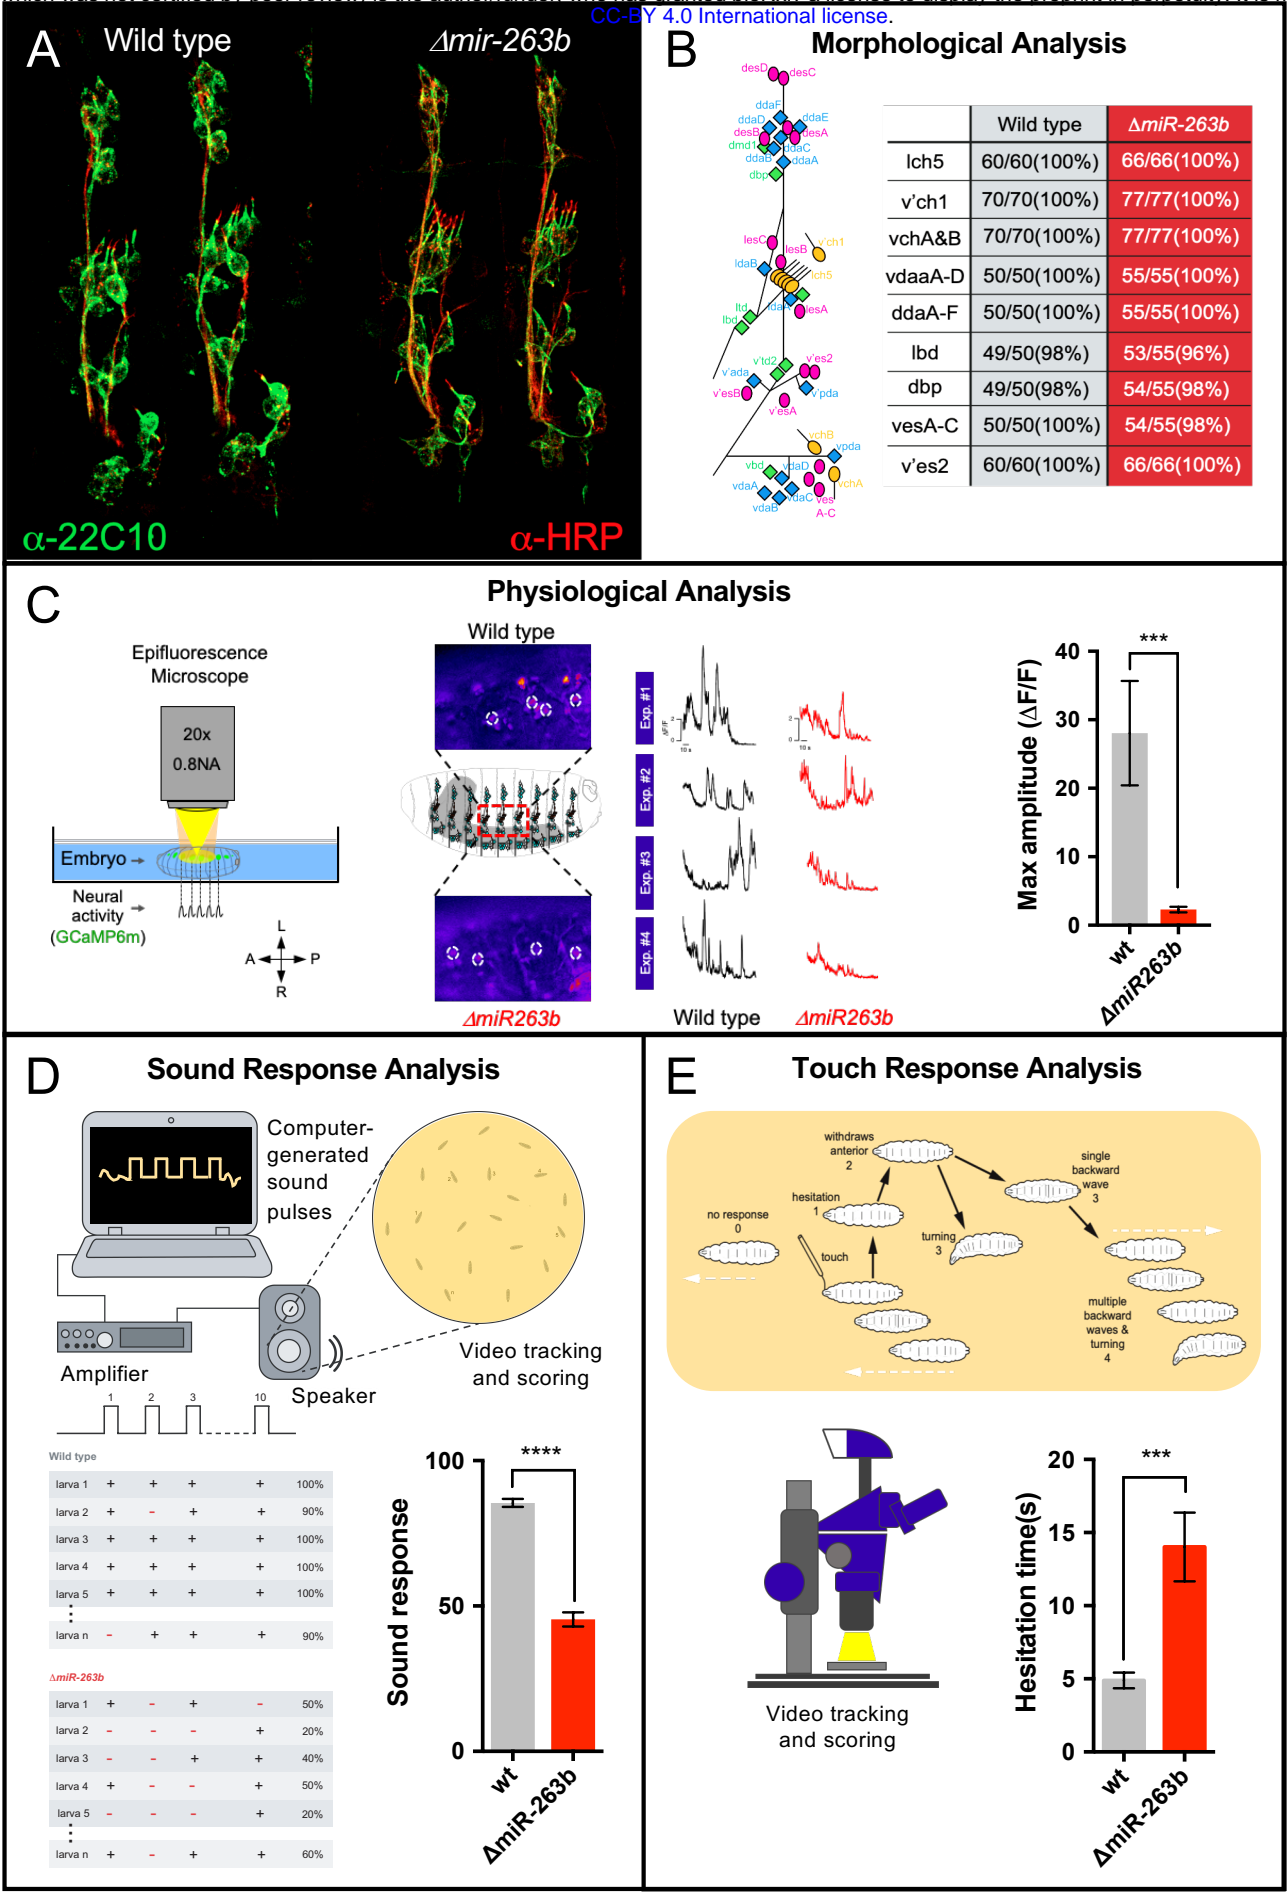 CC-BY 4.0 International license.
A
Wild type
Δmir-263b
α-22C10
α-HRP
B
Morphological Analysis
desD
desC
ddaF
ddaD
ddaE
desB
desA
dmd1
ddaC
ddaB
ddaA
dbp
lesC
lesB
v'ch1
ldaB
lch5
ldaA
lesA
ltd
lbd
v'td2
v'es2
v'ada
v'esB
v'pda
v'esA
vchB
vpda
vbd
vdaD
vchA
vdaA
vdaC
vdaB
ves
A-C
Wild type ΔmiR-263b
lch5 60/60(100%) 66/66(100%)
v'ch1 70/70(100%) 77/77(100%)
vchA&B 70/70(100%) 77/77(100%)
vdaaA-D 50/50(100%) 55/55(100%)
ddaA-F 50/50(100%) 55/55(100%)
lbd 49/50(98%) 53/55(96%)
dbp 49/50(98%) 54/55(98%)
vesA-C 50/50(100%) 54/55(98%)
v'es2 60/60(100%) 66/66(100%)
C
Physiological Analysis
Epifluorescence
Microscope
20x
0.8NA
Embryo
Neural
activity
(GCaMP6m)
L
A P
R
Wild type
ΔmiR263b
Exp. #1
Exp. #2
Exp. #3
Exp. #4
ΔF/F
2
0
10 s
2
0
10 s
Wild type
ΔmiR263b
Max amplitude (ΔF/F)
40
30
20
10
0
***
wt
ΔmiR263b
D
Sound Response Analysis
Computer-
generated
sound
pulses
Amplifier
Speaker
Video tracking
and scoring
1 2 3 10
Wild type
larva 1 + + + + 100%
larva 2 + - + + 90%
larva 3 + + + + 100%
larva 4 + + + + 100%
larva 5 + + + + 100%
larva n - + + + 90%
ΔmiR-263b
larva 1 + - + - 50%
larva 2 - - - + 20%
larva 3 - - + + 40%
larva 4 + - - + 50%
larva 5 - - - + 20%
larva n + - + + 60%
Sound response
100
50
0
****
wt
ΔmiR-263b
E
Touch Response Analysis
withdraws
anterior
2
single
backward
wave
3
hesitation
1
no response
0
turning
3
touch
multiple
backward
waves &
turning
4
Video tracking
and scoring
Hesitation time(s)
20
15
10
5
0
***
wt
ΔmiR-263b